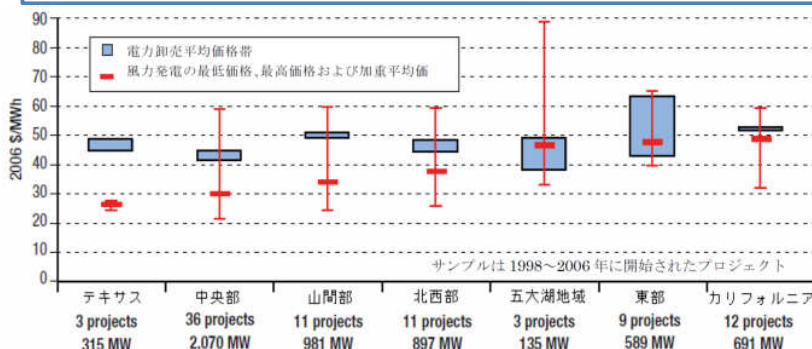 90
80
70
60
50
40
30
20
10
0
2006 $/MWh
電力卸売平均価格帯
風力発電の最低価格、最高価格および加重平均価
サンプルは 1998～2006 年に開始されたプロジェクト
テキサス 中央部 山間部 北西部 五大湖地域 東部 カリフォルニア
3 projects 36 projects 11 projects 11 projects 3 projects 9 projects 12 projects
315 MW 2,070 MW 981 MW 897 MW 135 MW 589 MW 691 MW